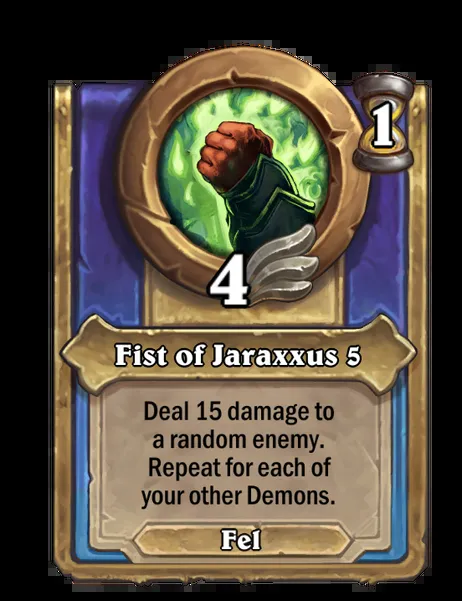 1
4
Fist of Jaraxxus 5
Deal 15 damage to
a random enemy.
Repeat for each of
your other Demons.
Fel